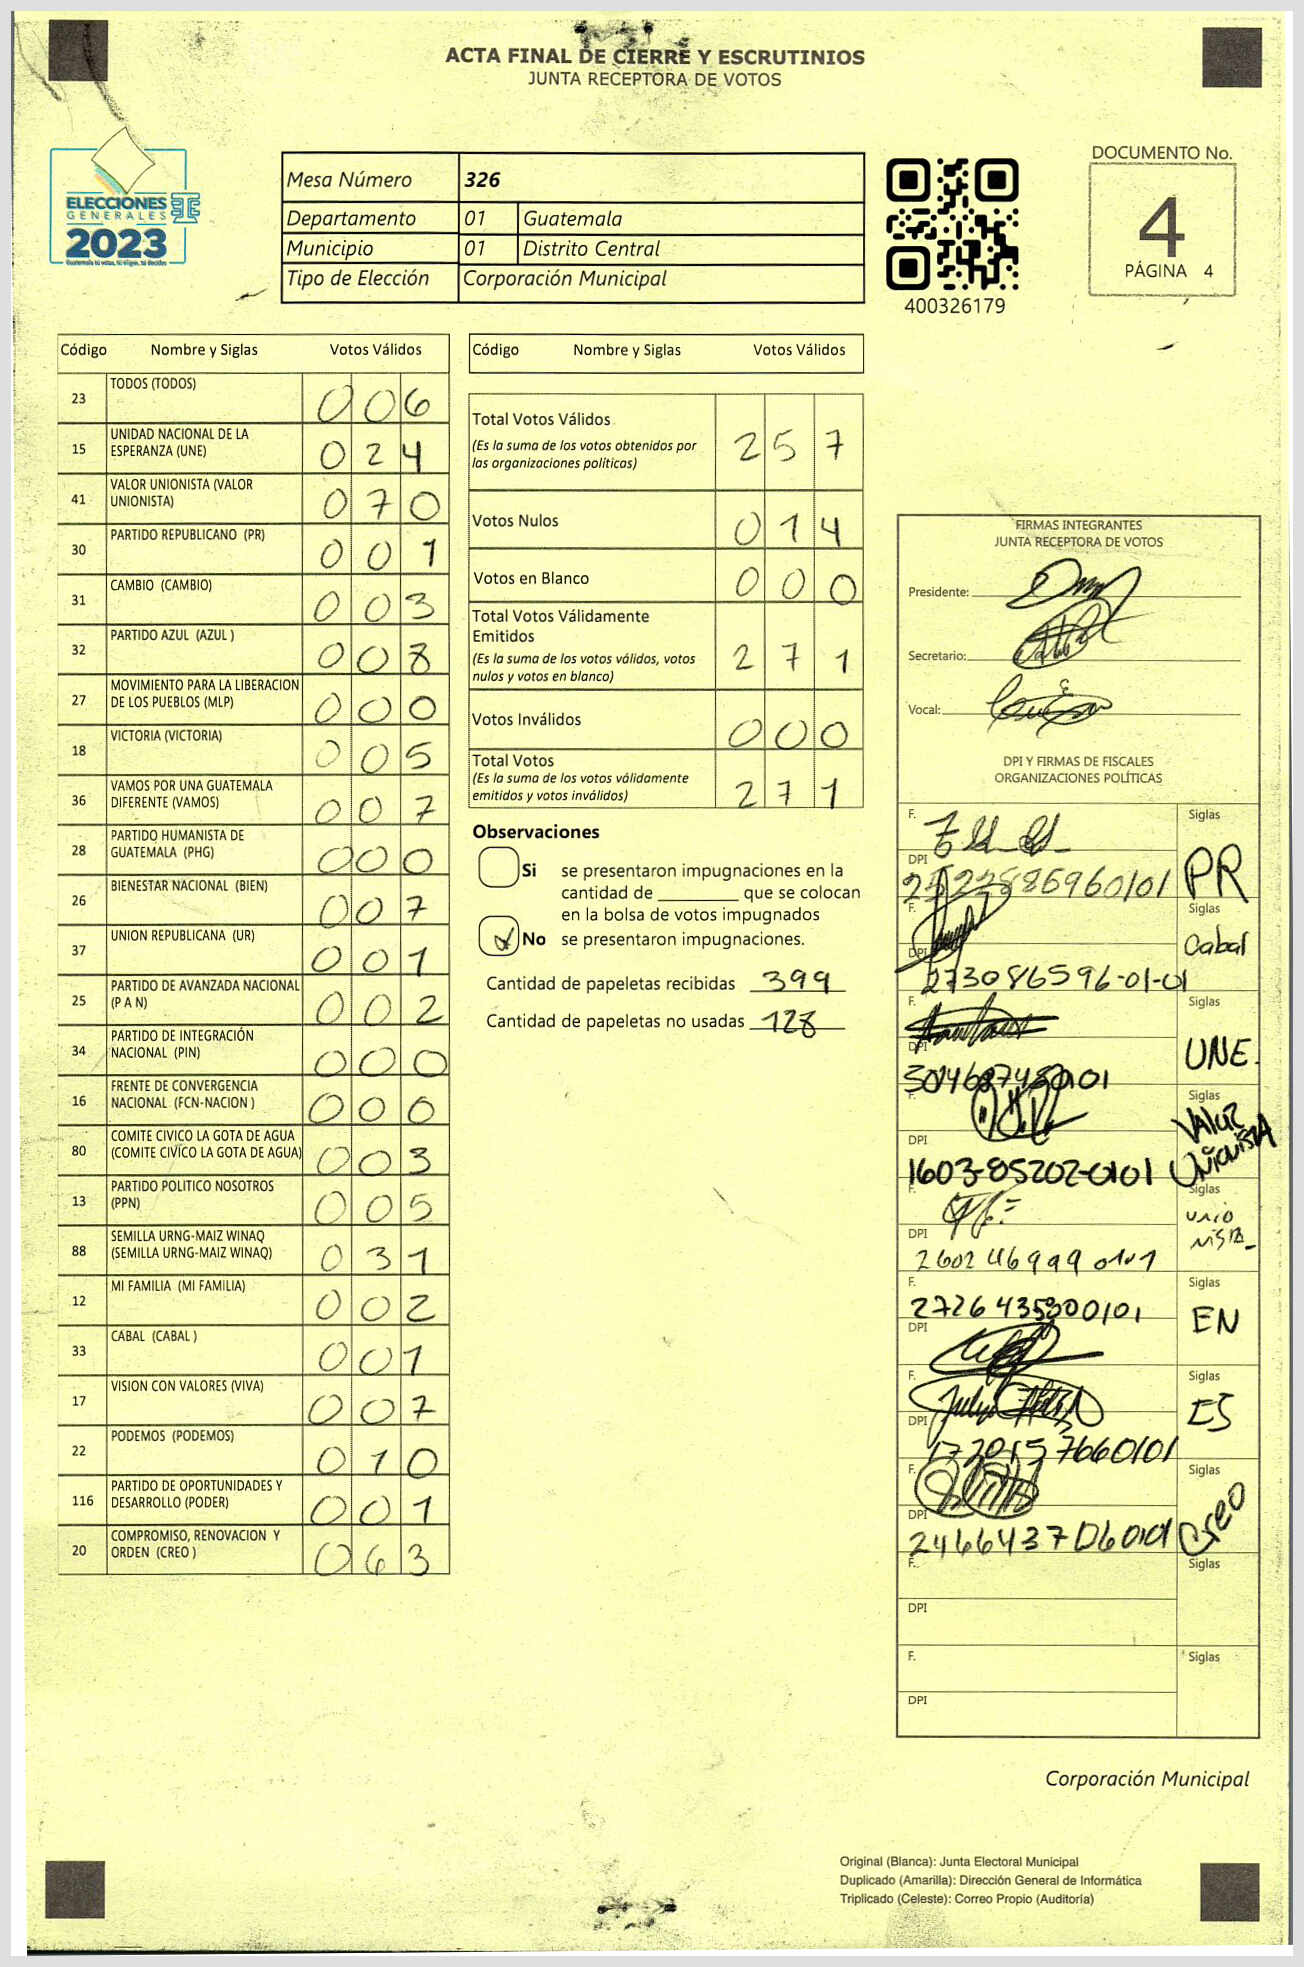 ACTA FINAL DE CIERRE Y ESCRUTINIOS
JUNTA RECEPTORA DE VOTOS
ELECCIONES
GENERALES
2023
Guatemala tú votas, tú eliges, tú decides
Mesa Número 326
Departamento 01 Guatemala
Municipio 01 Distrito Central
Tipo de Elección Corporación Municipal
400326179
DOCUMENTO No.
4
PÁGINA 4
Código Nombre y Siglas Votos Válidos
23 TODOS (TODOS) 006
15 UNIDAD NACIONAL DE LA
ESPERANZA (UNE) 024
41 VALOR UNIONISTA (VALOR
UNIONISTA) 070
30 PARTIDO REPUBLICANO (PR) 001
31 CAMBIO (CAMBIO) 003
32 PARTIDO AZUL (AZUL ) 008
27 MOVIMIENTO PARA LA LIBERACION
DE LOS PUEBLOS (MLP) 000
18 VICTORIA (VICTORIA) 005
36 VAMOS POR UNA GUATEMALA
DIFERENTE (VAMOS) 007
28 PARTIDO HUMANISTA DE
GUATEMALA (PHG) 000
26 BIENESTAR NACIONAL (BIEN) 007
37 UNION REPUBLICANA (UR) 001
25 PARTIDO DE AVANZADA NACIONAL
(P A N) 002
34 PARTIDO DE INTEGRACIÓN
NACIONAL (PIN) 000
16 FRENTE DE CONVERGENCIA
NACIONAL (FCN-NACION ) 000
80 COMITE CIVICO LA GOTA DE AGUA
(COMITE CIVICO LA GOTA DE AGUA) 003
13 PARTIDO POLITICO NOSOTROS
(PPN) 005
88 SEMILLA URNG-MAIZ WINAQ
(SEMILLA URNG-MAIZ WINAQ) 031
12 MI FAMILIA (MI FAMILIA) 002
33 CABAL (CABAL ) 001
17 VISION CON VALORES (VIVA) 007
22 PODEMOS (PODEMOS) 010
116 PARTIDO DE OPORTUNIDADES Y
DESARROLLO (PODER) 001
20 COMPROMISO, RENOVACION Y
ORDEN (CREO ) 063
Código Nombre y Siglas Votos Válidos
Total Votos Válidos
(Es la suma de los votos obtenidos por
las organizaciones políticas) 257
Votos Nulos 014
Votos en Blanco 000
Total Votos Válidamente
Emitidos
(Es la suma de los votos válidos, votos
nulos y votos en blanco) 271
Votos Inválidos 000
Total Votos
(Es la suma de los votos válidamente
emitidos y votos inválidos) 271
Observaciones
Si se presentaron impugnaciones en la
cantidad de ________ que se colocan
en la bolsa de votos impugnados
No se presentaron impugnaciones.
Cantidad de papeletas recibidas 399
Cantidad de papeletas no usadas 128
FIRMAS INTEGRANTES
JUNTA RECEPTORA DE VOTOS
Presidente:
Secretario:
Vocal:
DPI Y FIRMAS DE FISCALES
ORGANIZACIONES POLÍTICAS
F. Siglas
DPI PR
F. Siglas
DPI 273086596-01-01 Cabal
F. Siglas
DPI UNE.
F. Siglas
DPI 1603-85202-0101 VALOR UNIONISTA
F. Siglas
DPI 2602469990101 UNIONISTA
F. 2726435300101 Siglas
DPI EN
F. Siglas
DPI 1720157660101 ES
F. Siglas
DPI 2466437060101 Creo
F. Siglas
DPI
F. Siglas
DPI
Corporación Municipal
Original (Blanca): Junta Electoral Municipal
Duplicado (Amarilla): Dirección General de Informática
Triplicado (Celeste): Correo Propio (Auditoría)